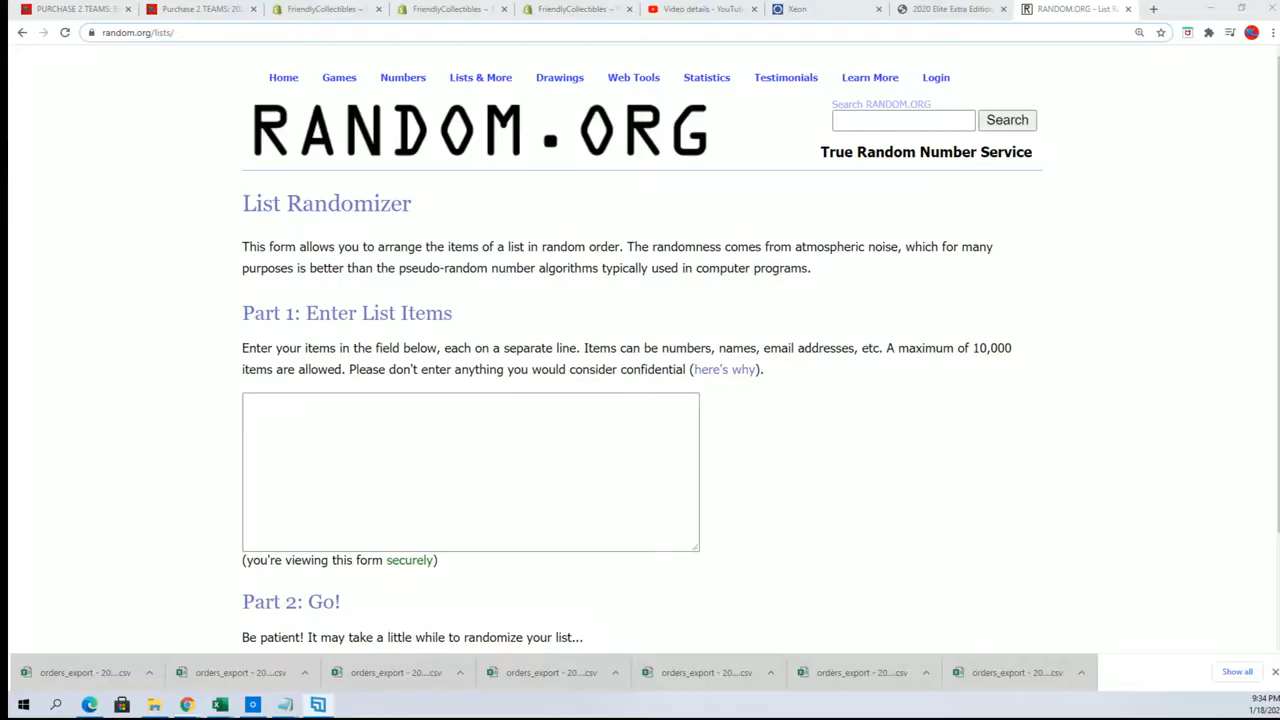 PURCHASE 2 TEAMS:
Purchase 2 TEAMS: 20
FriendlyCollectibles –
FriendlyCollectibles –
FriendlyCollectibles –
Video details - YouTu
Xeon
2020 Elite Extra Edition
RANDOM.ORG - List R
random.org/lists/
Home Games Numbers Lists & More Drawings Web Tools Statistics Testimonials Learn More Login
RANDOM.ORG
Search RANDOM.ORG
Search
True Random Number Service
List Randomizer
This form allows you to arrange the items of a list in random order. The randomness comes from atmospheric noise, which for many
purposes is better than the pseudo-random number algorithms typically used in computer programs.
Part 1: Enter List Items
Enter your items in the field below, each on a separate line. Items can be numbers, names, email addresses, etc. A maximum of 10,000
items are allowed. Please don't enter anything you would consider confidential (here's why).
(you're viewing this form securely)
Part 2: Go!
Be patient! It may take a little while to randomize your list...
orders_export - 20....csv orders_export - 20....csv orders_export - 20....csv orders_export - 20....csv orders_export - 20....csv orders_export - 20....csv orders_export - 20....csv Show all
9:34 PM
1/18/202